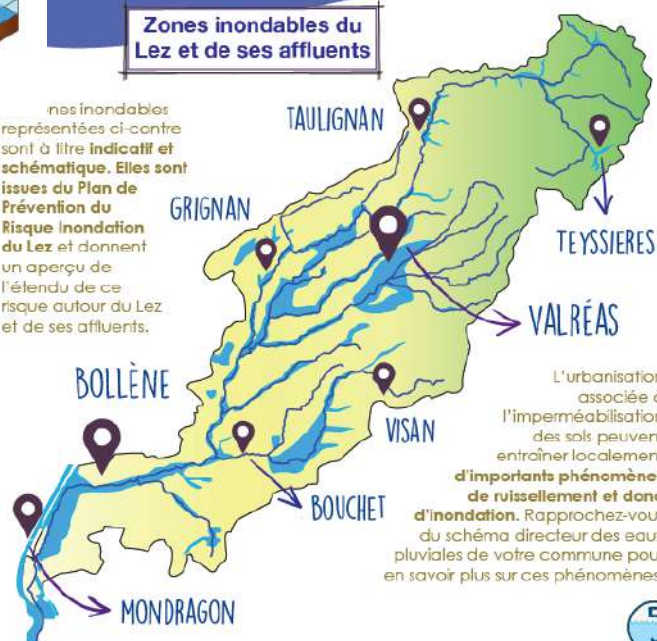 Zones inondables du
Lez et de ses affluents
nes inondables
représentées ci-contre
sont à titre indicatif et
schématique. Elles sont
issues du Plan de
Prévention du
Risque Inondation
du Lez et donnent
un aperçu de
l'étendu de ce
risque autour du Lez
et de ses affluents.
TAULIGNAN
GRIGNAN
TEYSSIERES
VALRÉAS
BOLLÈNE
VISAN
BOUCHET
MONDRAGON
L'urbanisation
associée à
l'imperméabilisation
des sols peuvent
entraîner localement
d'importants phénomènes
de ruissellement et donc
d'inondation. Rapprochez-vous
du schéma directeur des eaux
pluviales de votre commune pour
en savoir plus sur ces phénomènes